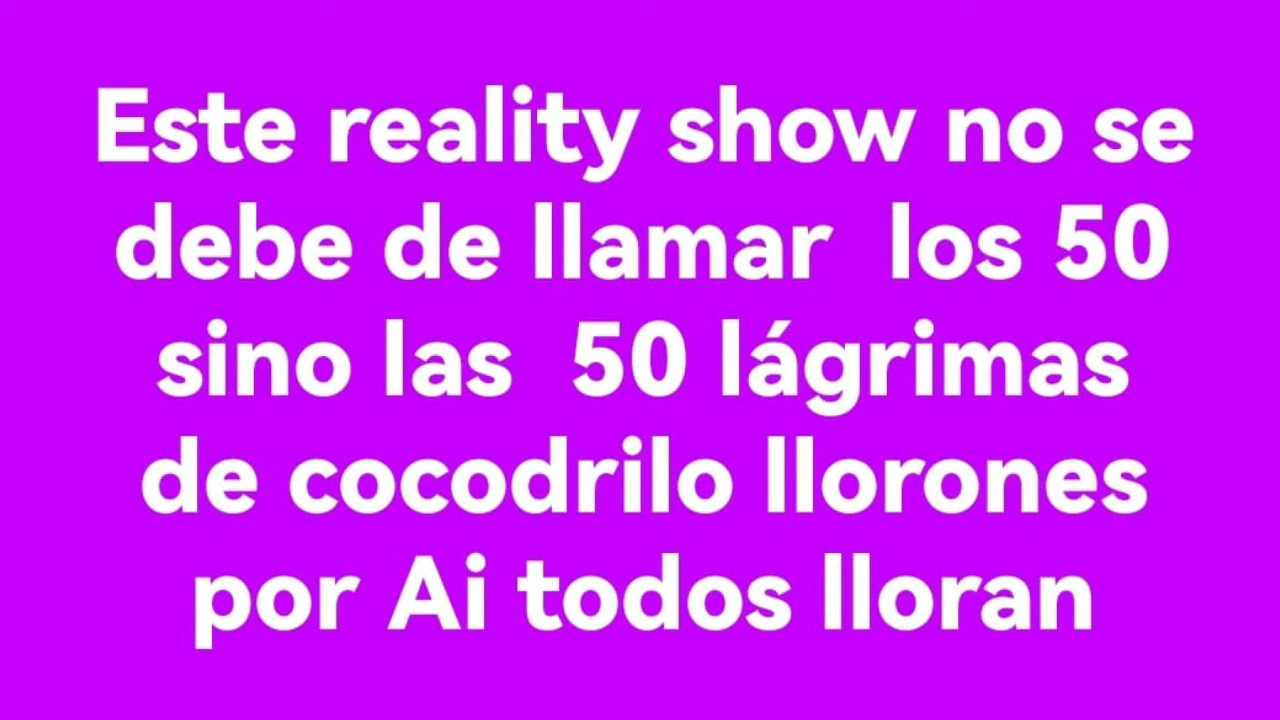 Este reality show no se
debe de llamar  los 50
sino las  50 lágrimas
de cocodrilo llorones
por Ai todos lloran